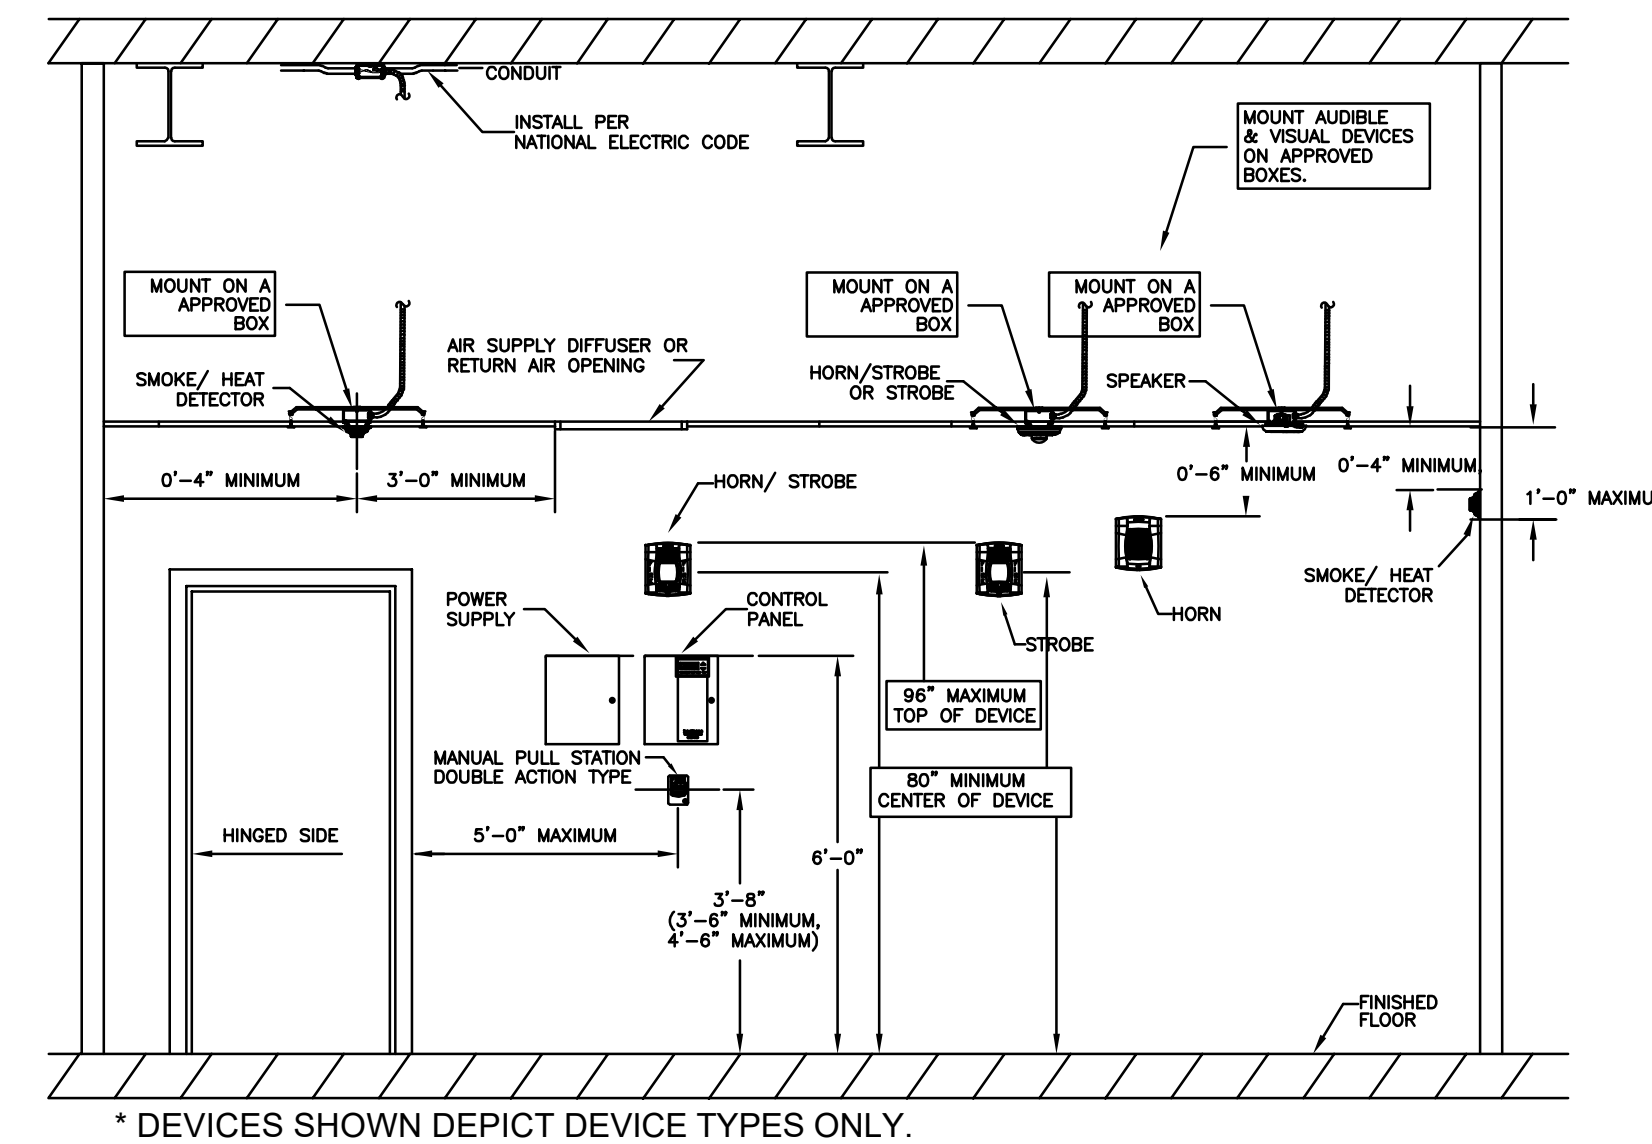 CONDUIT
INSTALL PER
NATIONAL ELECTRIC CODE
MOUNT AUDIBLE
& VISUAL DEVICES
ON APPROVED
BOXES.
MOUNT ON A
APPROVED
BOX
MOUNT ON A
APPROVED
BOX
MOUNT ON A
APPROVED
BOX
AIR SUPPLY DIFFUSER OR
RETURN AIR OPENING
SMOKE/ HEAT
DETECTOR
HORN/STROBE
OR STROBE
SPEAKER
0'-4" MINIMUM
3'-0" MINIMUM
0'-6" MINIMUM
0'-4" MINIMUM
1'-0" MAXIMU
HORN/ STROBE
SMOKE/ HEAT
DETECTOR
POWER
SUPPLY
CONTROL
PANEL
HORN
STROBE
96" MAXIMUM
TOP OF DEVICE
MANUAL PULL STATION
DOUBLE ACTION TYPE
80" MINIMUM
CENTER OF DEVICE
HINGED SIDE
5'-0" MAXIMUM
6'-0"
3'-8"
(3'-6" MINIMUM,
4'-6" MAXIMUM)
FINISHED
FLOOR
* DEVICES SHOWN DEPICT DEVICE TYPES ONLY.